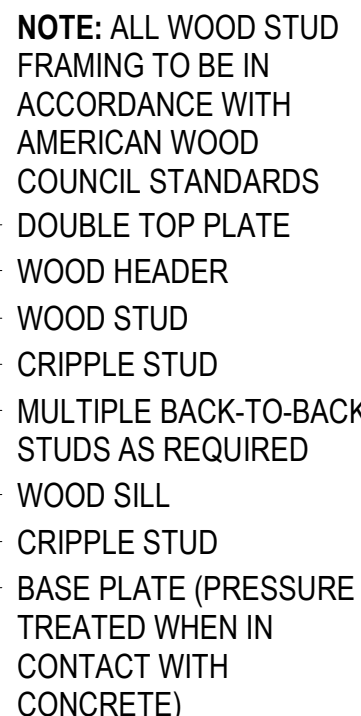 NOTE: ALL WOOD STUD
FRAMING TO BE IN
ACCORDANCE WITH
AMERICAN WOOD
COUNCIL STANDARDS
DOUBLE TOP PLATE
WOOD HEADER
WOOD STUD
CRIPPLE STUD
MULTIPLE BACK-TO-BACK
STUDS AS REQUIRED
WOOD SILL
CRIPPLE STUD
BASE PLATE (PRESSURE
TREATED WHEN IN
CONTACT WITH
CONCRETE)